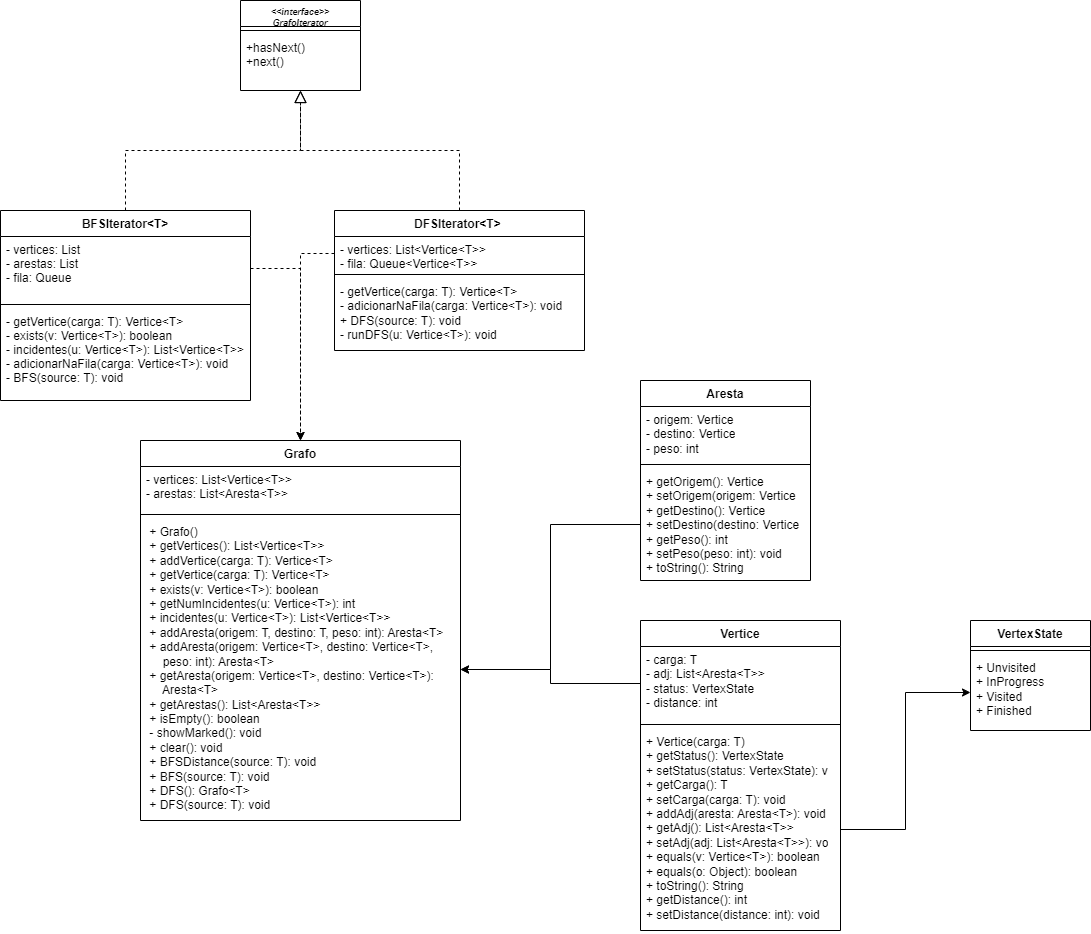 <<interface>>
GrafoIterator
+hasNext()
+next()
BFSIterator<T>
- vertices: List
- arestas: List
- fila: Queue
- getVertice(carga: T): Vertice<T>
- exists(v: Vertice<T>): boolean
- incidentes(u: Vertice<T>): List<Vertice<T>>
- adicionarNaFila(carga: Vertice<T>): void
- BFS(source: T): void
DFSIterator<T>
- vertices: List<Vertice<T>>
- fila: Queue<Vertice<T>>
- getVertice(carga: T): Vertice<T>
- adicionarNaFila(carga: Vertice<T>): void
+ DFS(source: T): void
- runDFS(u: Vertice<T>): void
Grafo
- vertices: List<Vertice<T>>
- arestas: List<Aresta<T>>
+ Grafo()
+ getVertices(): List<Vertice<T>>
+ addVertice(carga: T): Vertice<T>
+ getVertice(carga: T): Vertice<T>
+ exists(v: Vertice<T>): boolean
+ getNumIncidentes(u: Vertice<T>): int
+ incidentes(u: Vertice<T>): List<Vertice<T>>
+ addAresta(origem: T, destino: T, peso: int): Aresta<T>
+ addAresta(origem: Vertice<T>, destino: Vertice<T>,
peso: int): Aresta<T>
+ getAresta(origem: Vertice<T>, destino: Vertice<T>):
Aresta<T>
+ getArestas(): List<Aresta<T>>
+ isEmpty(): boolean
- showMarked(): void
+ clear(): void
+ BFSDistance(source: T): void
+ BFS(source: T): void
+ DFS(): Grafo<T>
+ DFS(source: T): void
Aresta
- origem: Vertice
- destino: Vertice
- peso: int
+ getOrigem(): Vertice
+ setOrigem(origem: Vertice
+ getDestino(): Vertice
+ setDestino(destino: Vertice
+ getPeso(): int
+ setPeso(peso: int): void
+ toString(): String
Vertice
- carga: T
- adj: List<Aresta<T>>
- status: VertexState
- distance: int
+ Vertice(carga: T)
+ getStatus(): VertexState
+ setStatus(status: VertexState): v
+ getCarga(): T
+ setCarga(carga: T): void
+ addAdj(aresta: Aresta<T>): void
+ getAdj(): List<Aresta<T>>
+ setAdj(adj: List<Aresta<T>>): vo
+ equals(v: Vertice<T>): boolean
+ equals(o: Object): boolean
+ toString(): String
+ getDistance(): int
+ setDistance(distance: int): void
VertexState
+ Unvisited
+ InProgress
+ Visited
+ Finished